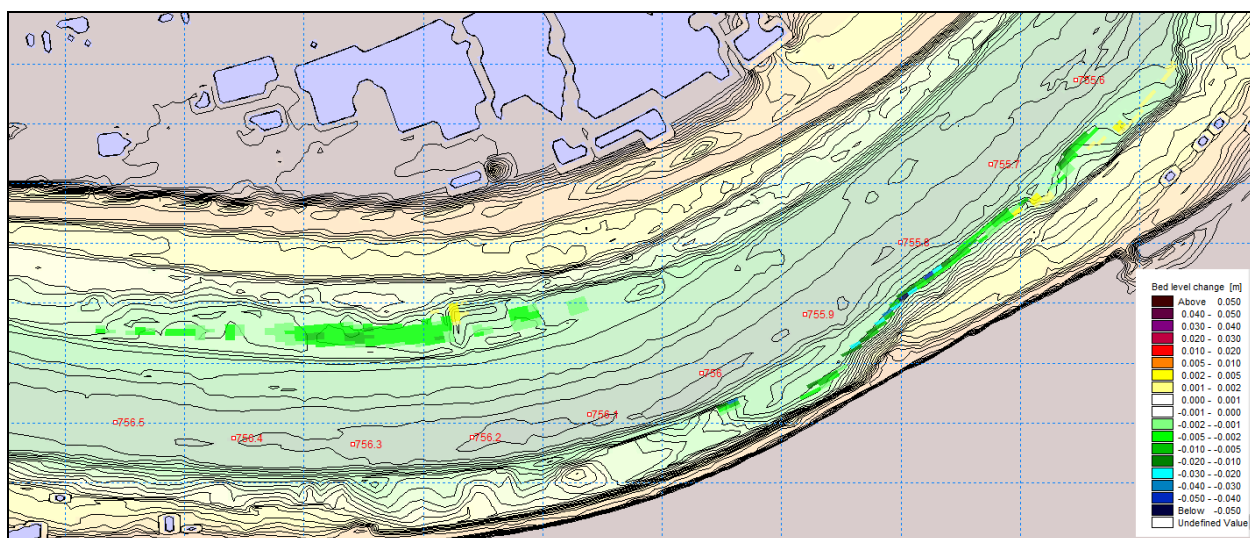 755.6
755.7
755.8
755.9
756
756.1
756.5
756.4
756.3
756.2
Bed level change [m]
Above 0.050
0.040 - 0.050
0.030 - 0.040
0.020 - 0.030
0.010 - 0.020
0.005 - 0.010
0.002 - 0.005
0.001 - 0.002
0.000 - 0.001
-0.001 - 0.000
-0.002 - -0.001
-0.005 - -0.002
-0.010 - -0.005
-0.020 - -0.010
-0.030 - -0.020
-0.040 - -0.030
-0.050 - -0.040
Below -0.050
Undefined Value